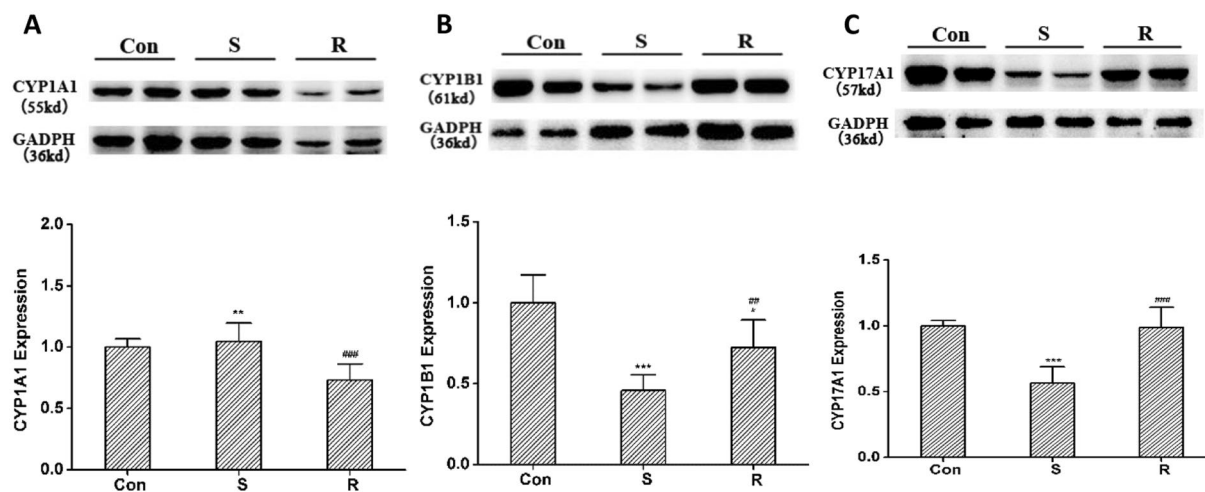 A
Con S R
CYP1A1
(55kd)
GADPH
(36kd)
2.0
1.5
1.0
0.5
0.0
CYP1A1 Expression
**
###
Con S R
B
Con S R
CYP1B1
(61kd)
GADPH
(36kd)
1.5
1.0
0.5
0.0
CYP1B1 Expression
***
##
*
Con S R
C
Con S R
CYP17A1
(57kd)
GADPH
(36kd)
1.5
1.0
0.5
0.0
CYP17A1 Expression
***
###
Con S R